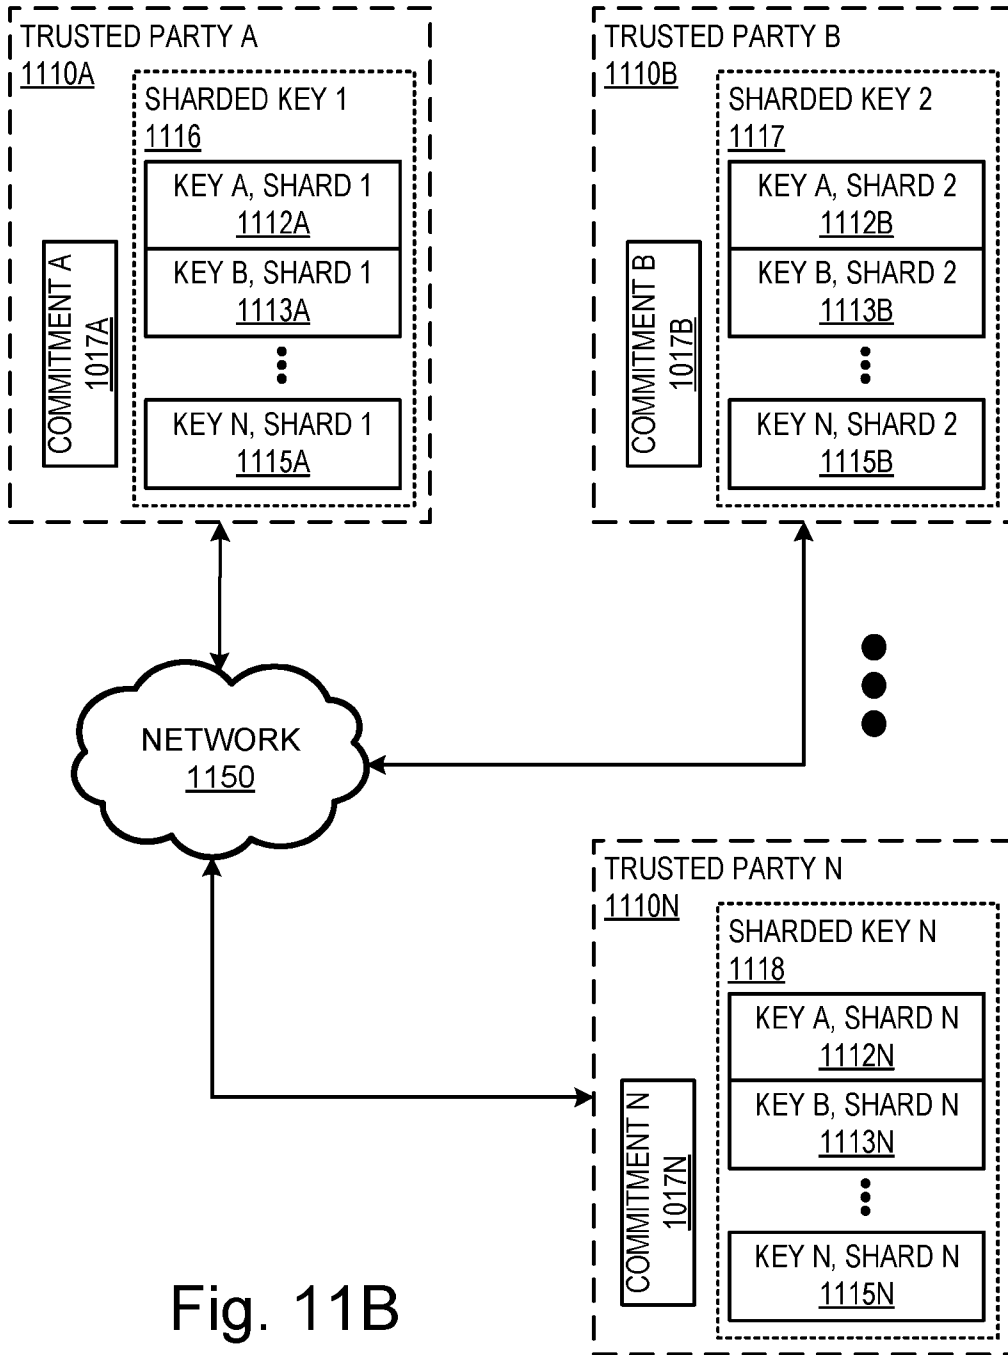 TRUSTED PARTY A
1110A
SHARDED KEY 1
1116
KEY A, SHARD 1
1112A
KEY B, SHARD 1
1113A
KEY N, SHARD 1
1115A
COMMITMENT A
1017A
TRUSTED PARTY B
1110B
SHARDED KEY 2
1117
KEY A, SHARD 2
1112B
KEY B, SHARD 2
1113B
KEY N, SHARD 2
1115B
COMMITMENT B
1017B
NETWORK
1150
TRUSTED PARTY N
1110N
SHARDED KEY N
1118
KEY A, SHARD N
1112N
KEY B, SHARD N
1113N
KEY N, SHARD N
1115N
COMMITMENT N
1017N
Fig. 11B